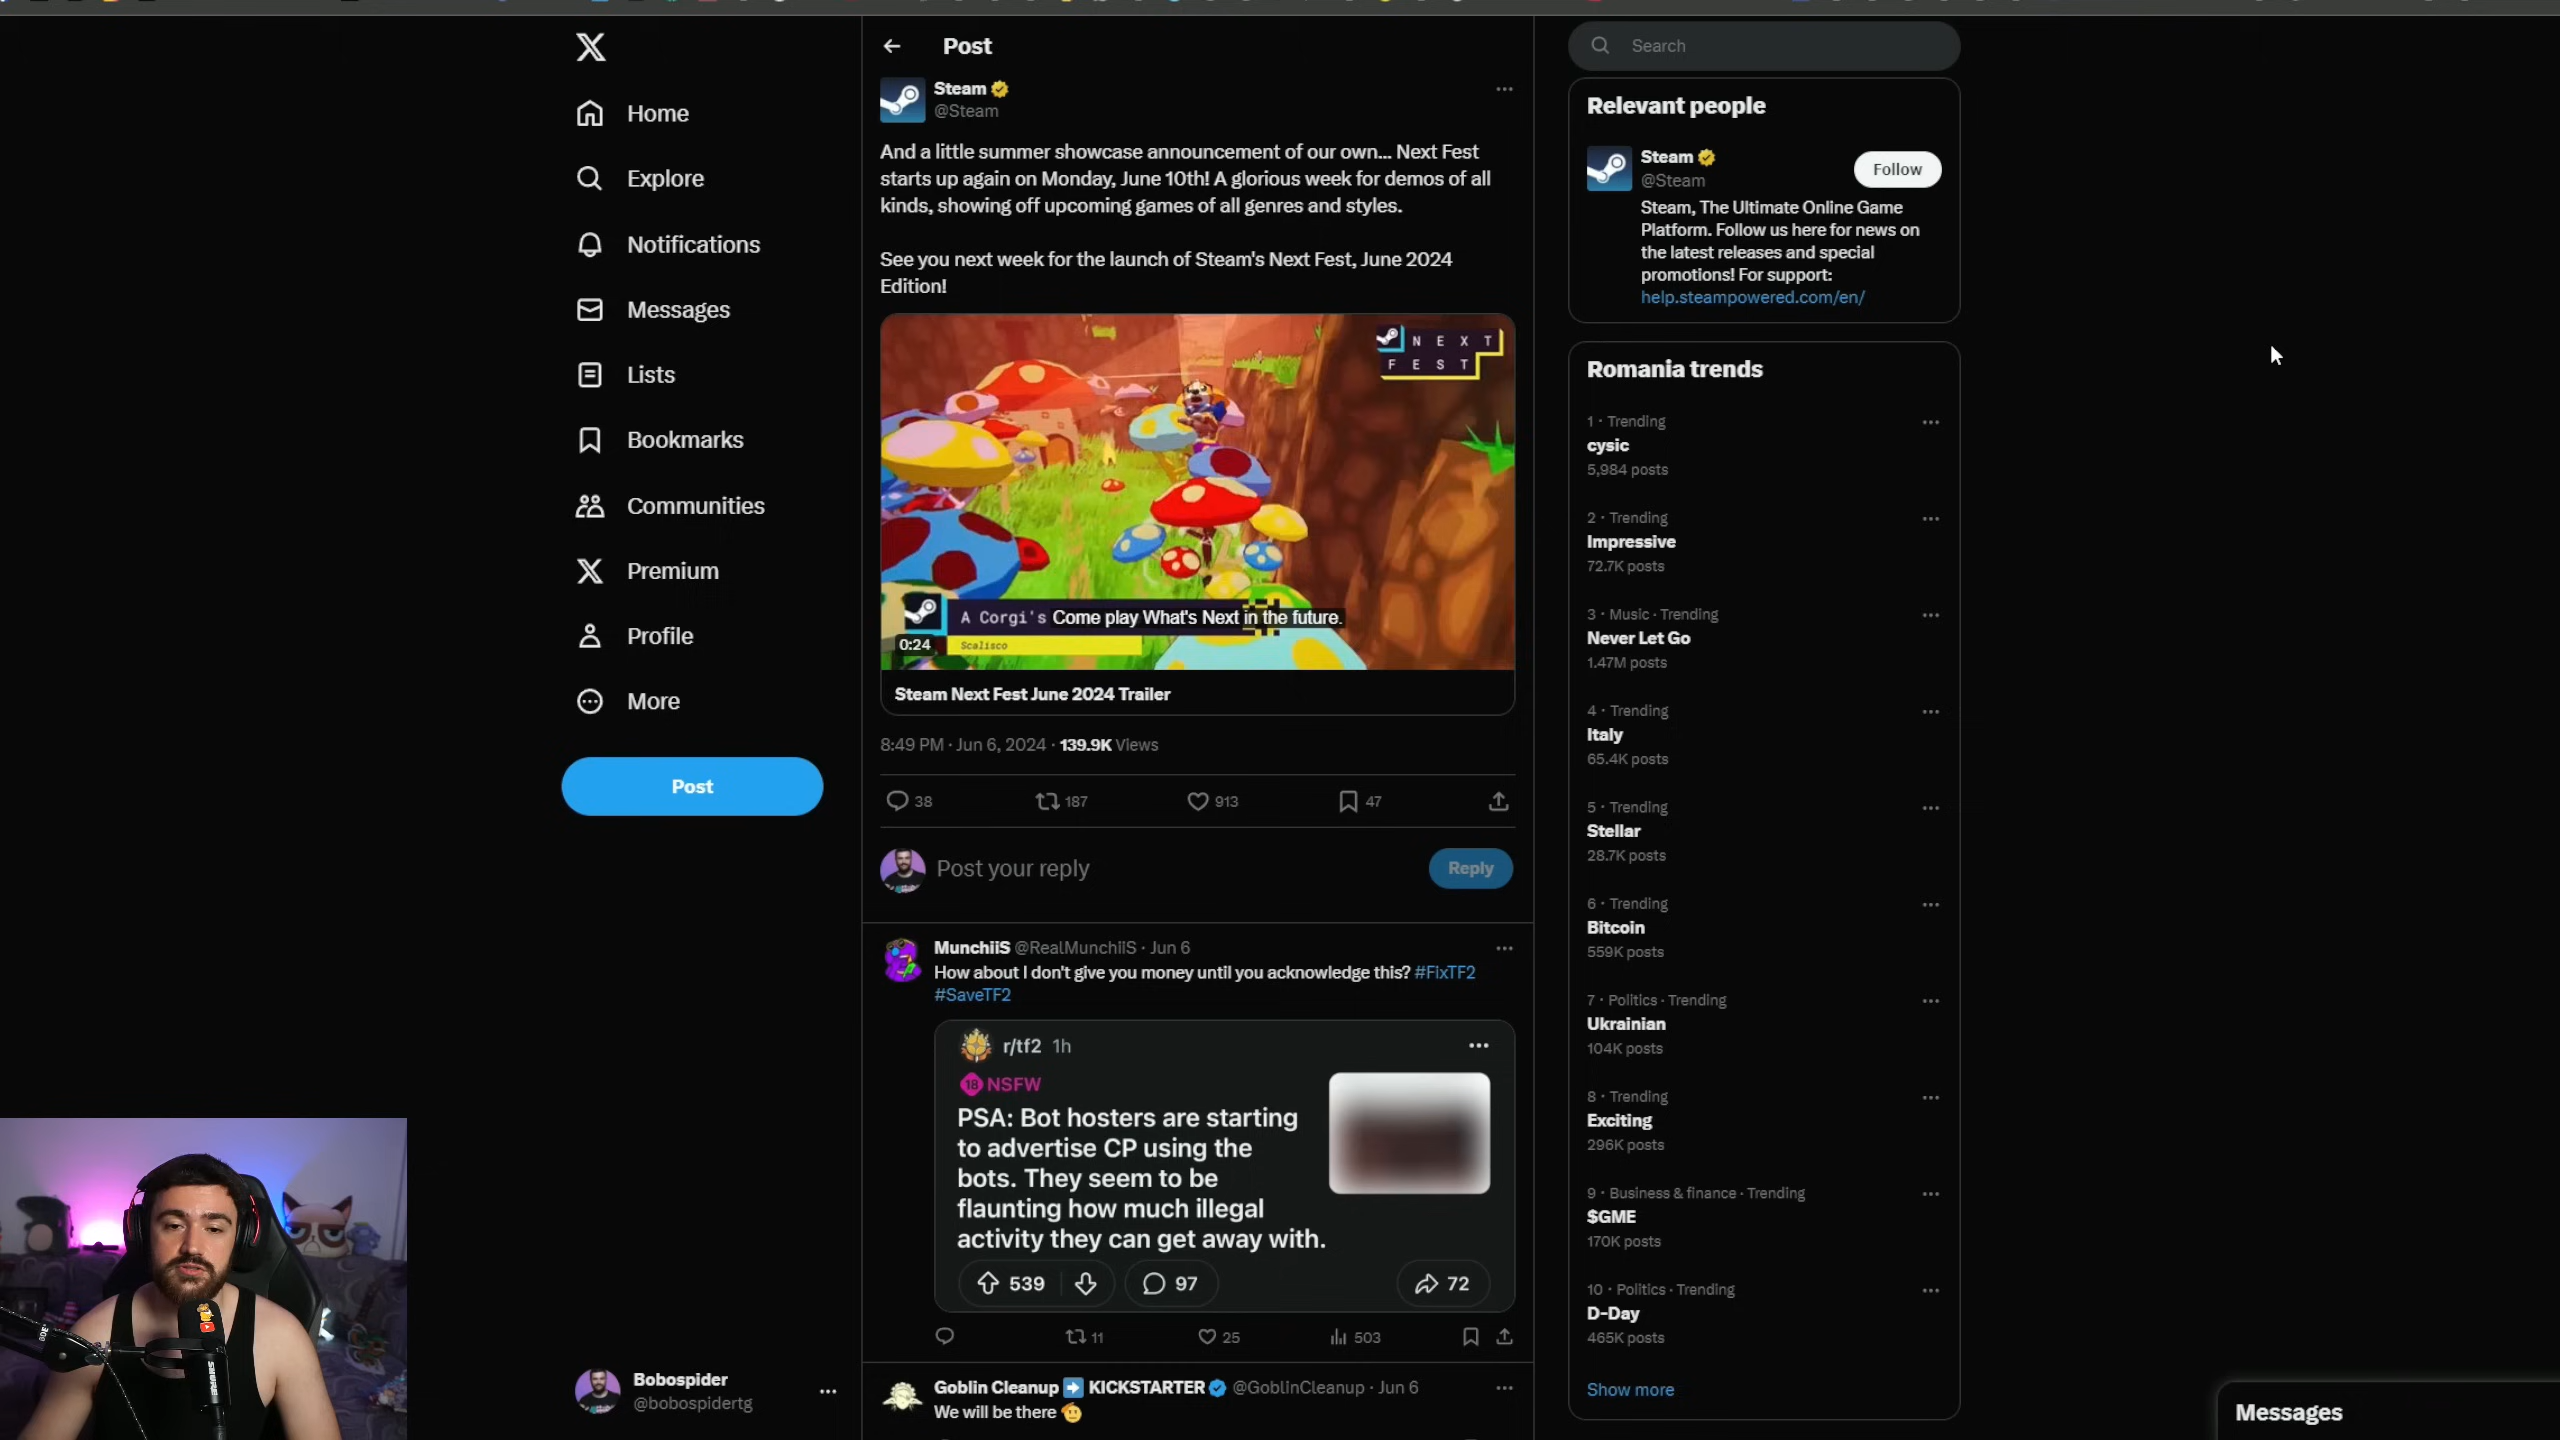 Home
Explore
Notifications
Messages
Lists
Bookmarks
Communities
Premium
Profile
More
Post
Bobospider
@bobospidertg
Post
Steam
@Steam
And a little summer showcase announcement of our own... Next Fest
starts up again on Monday, June 10th! A glorious week for demos of all
kinds, showing off upcoming games of all genres and styles.
See you next week for the launch of Steam's Next Fest, June 2024
Edition!
NEXT
FEST
A Corgi's Come play What's Next in the future.
0:24
Scalisco
Steam Next Fest June 2024 Trailer
8:49 PM · Jun 6, 2024 · 139.9K Views
38 187 913 47
Post your reply
Reply
MunchiiS @RealMunchiiS · Jun 6
How about I don't give you money until you acknowledge this? #FixTF2
#SaveTF2
r/tf2 1h
18 NSFW
PSA: Bot hosters are starting
to advertise CP using the
bots. They seem to be
flaunting how much illegal
activity they can get away with.
539 97 72
11 25 503
Goblin Cleanup KICKSTARTER @GoblinCleanup · Jun 6
We will be there
Search
Relevant people
Steam
@Steam
Follow
Steam, The Ultimate Online Game
Platform. Follow us here for news on
the latest releases and special
promotions! For support:
help.steampowered.com/en/
Romania trends
1 · Trending
cysic
5,984 posts
2 · Trending
Impressive
72.7K posts
3 · Music · Trending
Never Let Go
1.47M posts
4 · Trending
Italy
65.4K posts
5 · Trending
Stellar
28.7K posts
6 · Trending
Bitcoin
559K posts
7 · Politics · Trending
Ukrainian
104K posts
8 · Trending
Exciting
296K posts
9 · Business & finance · Trending
$GME
170K posts
10 · Politics · Trending
D-Day
465K posts
Show more
Messages
SHURE